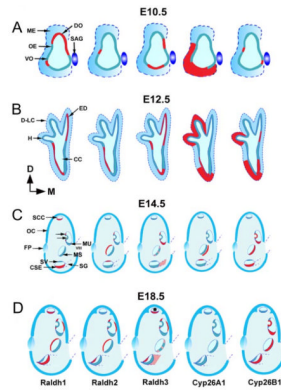 E10.5
A
ME
DO
SAG
OE
VO
E12.5
B
ED
D-LC
H
CC
D
M
E14.5
C
SCC
OC
MU
FP
MS
SV
CSE
SG
E18.5
D
Raldh1 Raldh2 Raldh3 Cyp26A1 Cyp26B1